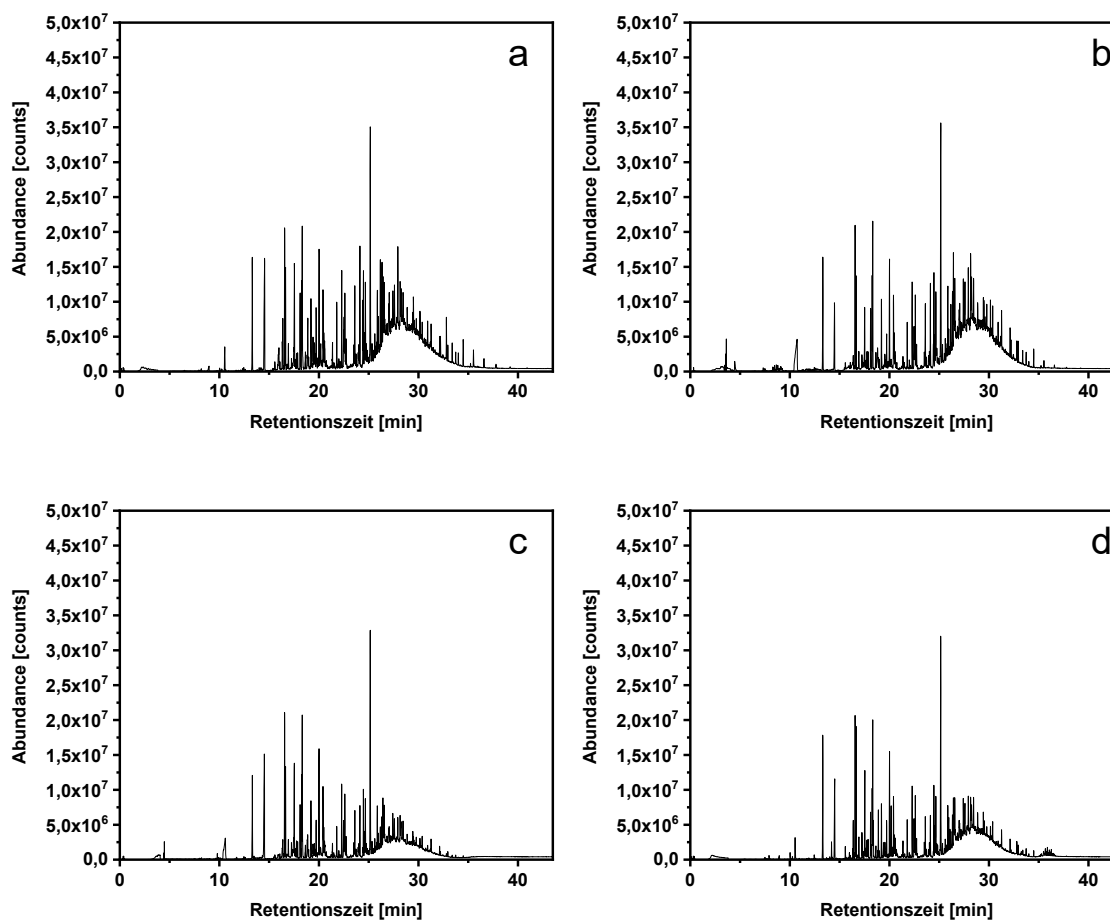 a
5,0x10⁷
4,5x10⁷
4,0x10⁷
3,5x10⁷
3,0x10⁷
2,5x10⁷
2,0x10⁷
1,5x10⁷
1,0x10⁷
5,0x10⁶
0,0
Abundance [counts]
0 10 20 30 40
Retentionszeit [min]
b
5,0x10⁷
4,5x10⁷
4,0x10⁷
3,5x10⁷
3,0x10⁷
2,5x10⁷
2,0x10⁷
1,5x10⁷
1,0x10⁷
5,0x10⁶
0,0
Abundance [counts]
0 10 20 30 40
Retentionszeit [min]
c
5,0x10⁷
4,5x10⁷
4,0x10⁷
3,5x10⁷
3,0x10⁷
2,5x10⁷
2,0x10⁷
1,5x10⁷
1,0x10⁷
5,0x10⁶
0,0
Abundance [counts]
0 10 20 30 40
Retentionszeit [min]
d
5,0x10⁷
4,5x10⁷
4,0x10⁷
3,5x10⁷
3,0x10⁷
2,5x10⁷
2,0x10⁷
1,5x10⁷
1,0x10⁷
5,0x10⁶
0,0
Abundance [counts]
0 10 20 30 40
Retentionszeit [min]